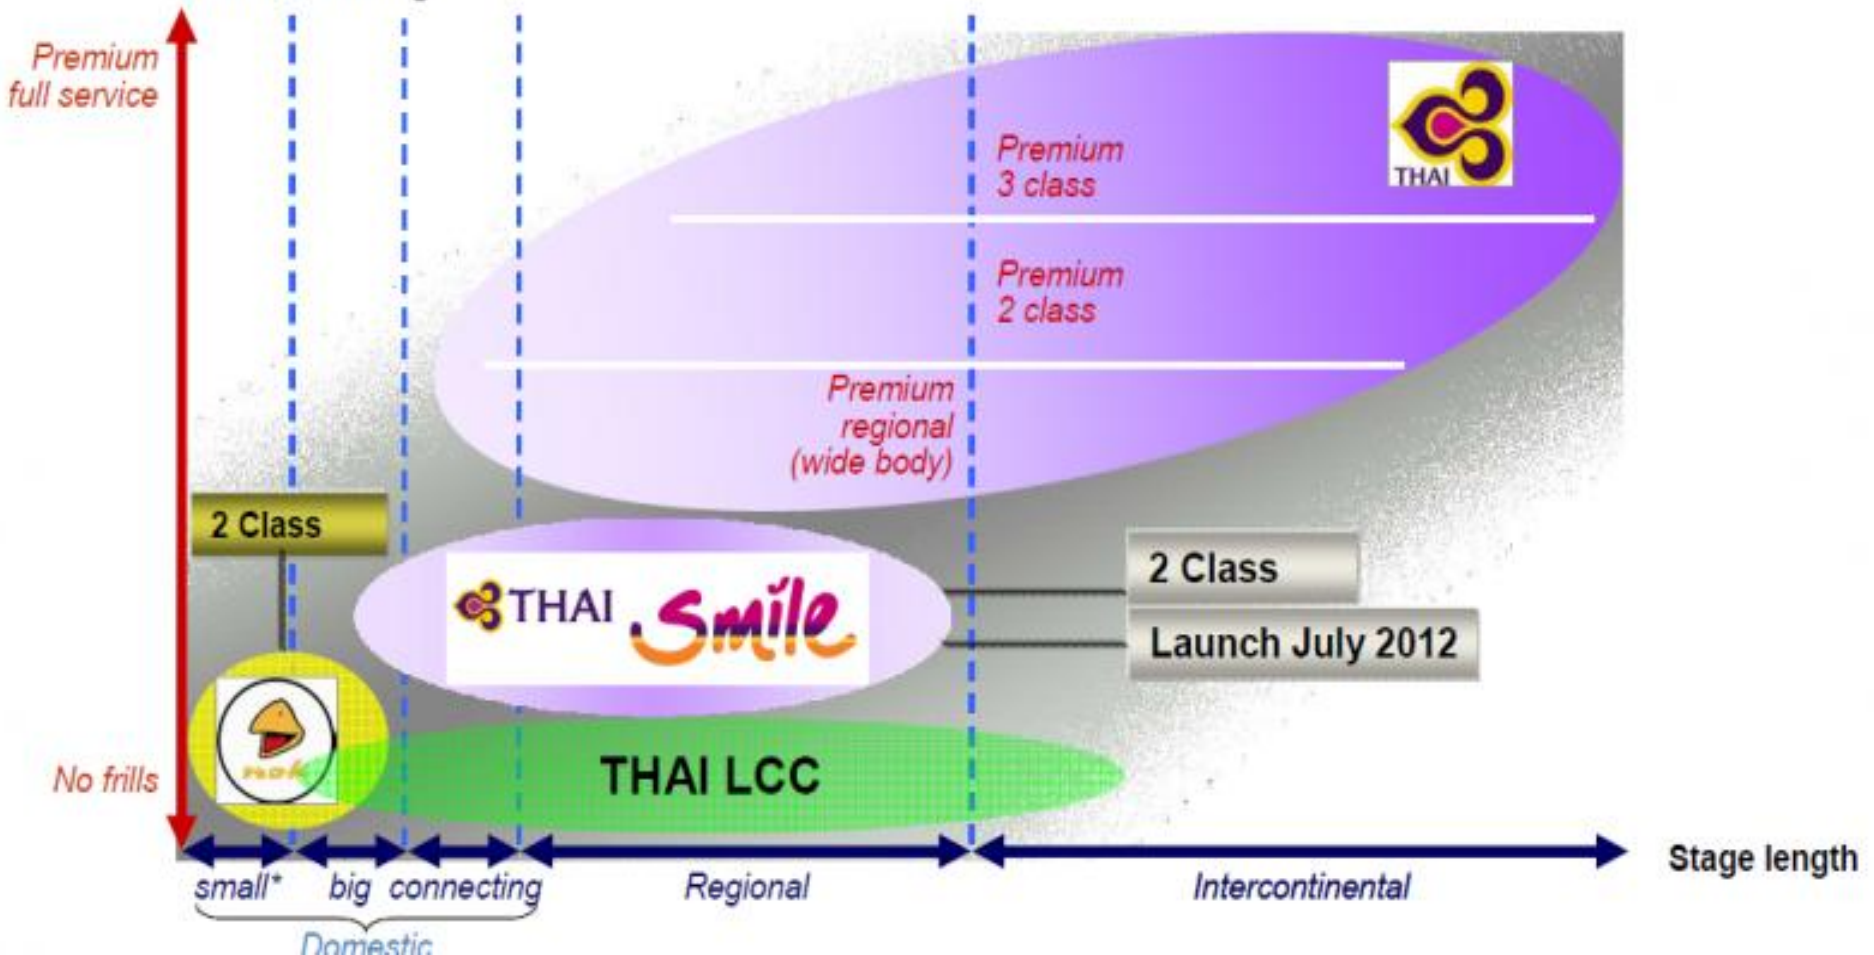 Premium
full service
Premium
3 class
THAI
Premium
2 class
Premium
regional
(wide body)
2 Class
THAI Smile
2 Class
Launch July 2012
No frills
THAI LCC
small*
big
connecting
Regional
Intercontinental
Stage length
Domestic